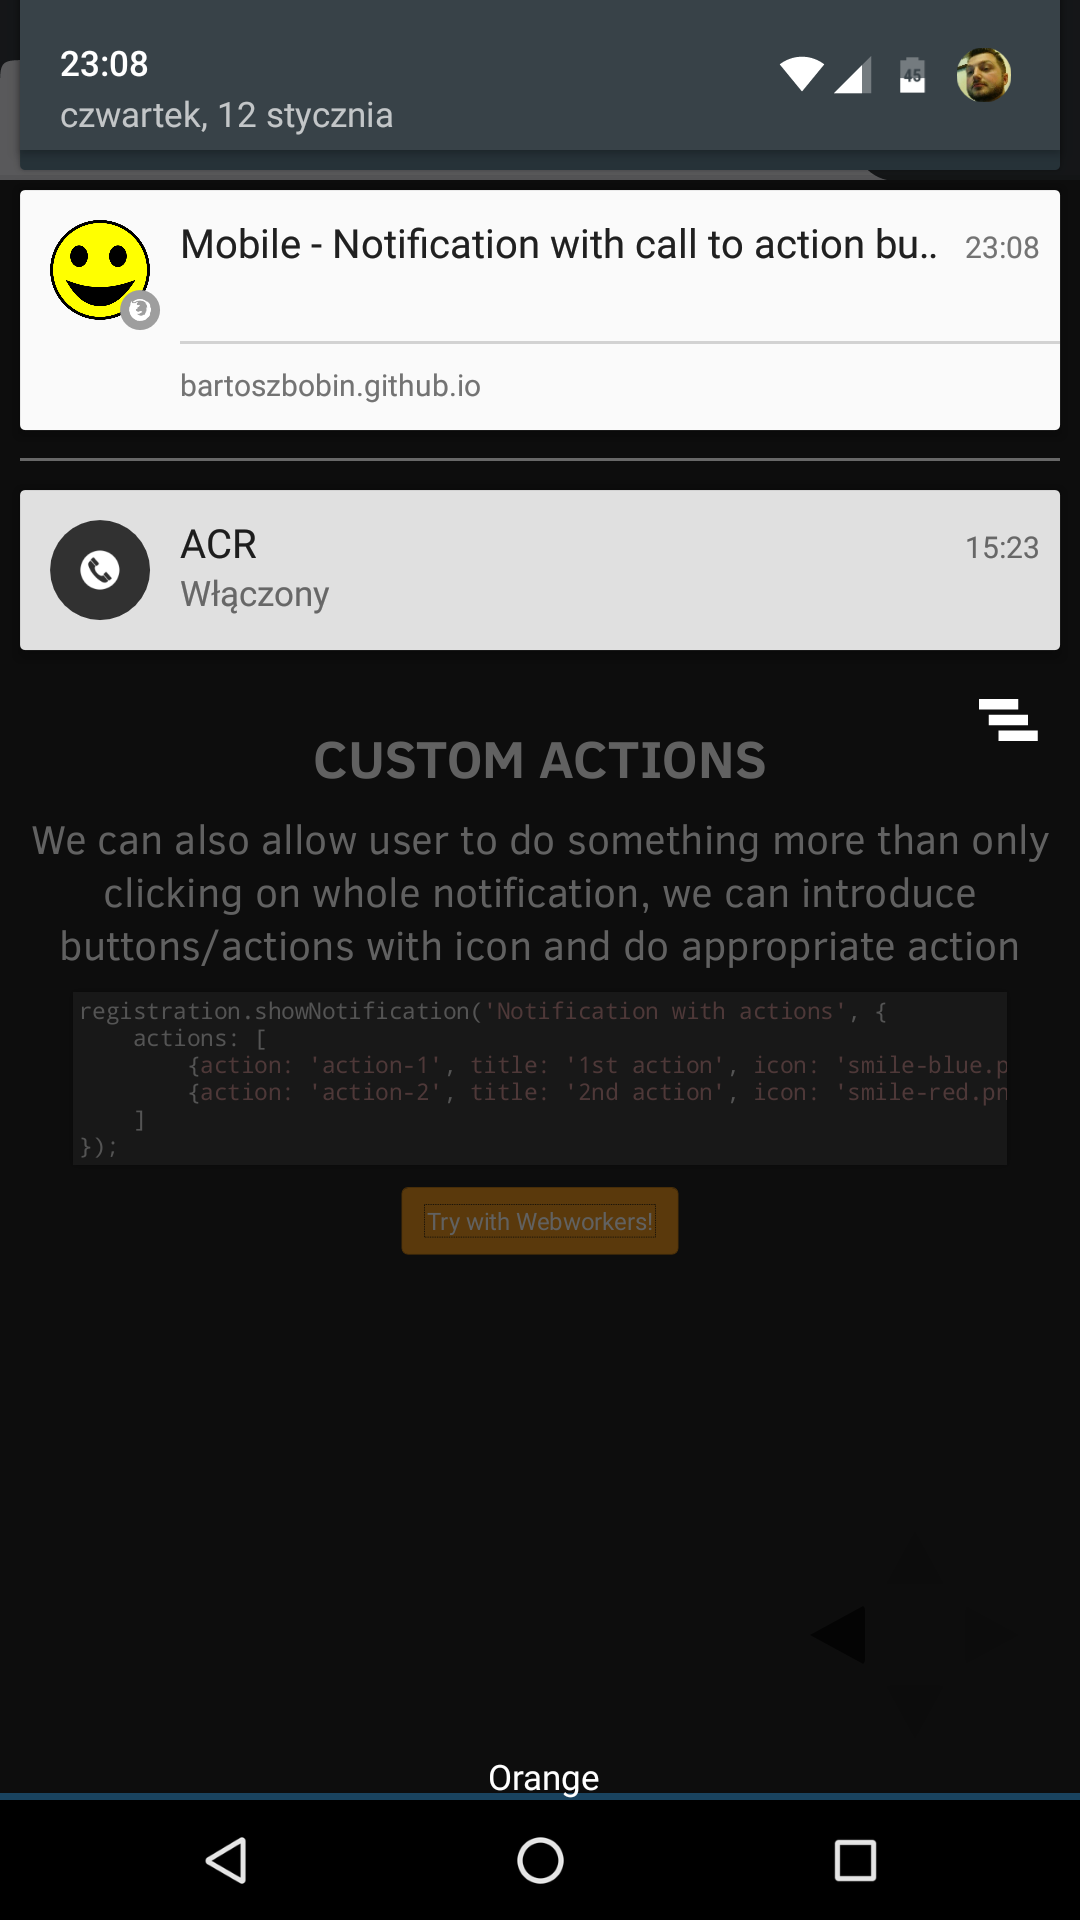 23:08
czwartek, 12 stycznia
45
Mobile - Notification with call to action bu..
23:08
bartoszbobin.github.io
ACR
15:23
Włączony
CUSTOM ACTIONS
We can also allow user to do something more than only
clicking on whole notification, we can introduce
buttons/actions with icon and do appropriate action
registration.showNotification('Notification with actions', {
    actions: [
        {action: 'action-1', title: '1st action', icon: 'smile-blue.p
        {action: 'action-2', title: '2nd action', icon: 'smile-red.pn
    ]
});
Try with Webworkers!
Orange